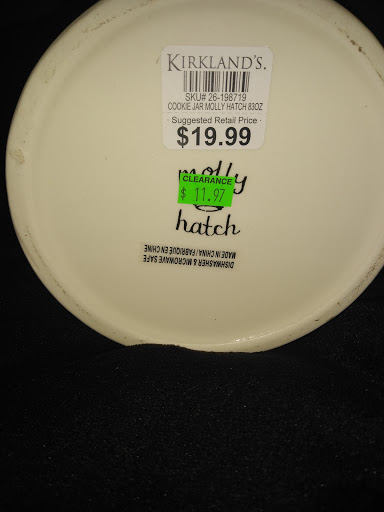 KIRKLAND'S.
SKU# 26-198719
COOKIE JAR MOLLY HATCH 83OZ
Suggested Retail Price
$19.99
molly
CLEARANCE
$ 11.97
hatch
DISHWASHER & MICROWAVE SAFE
MADE IN CHINA / FABRIQUÉ EN CHINE